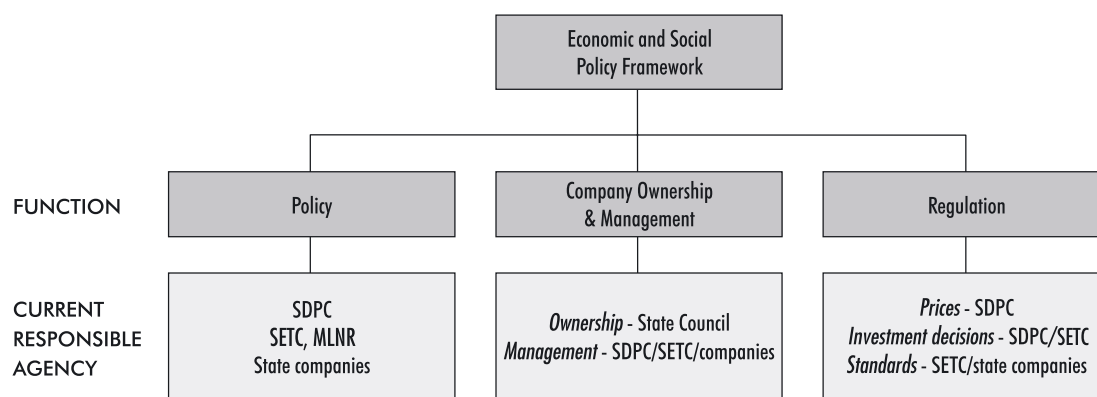 Economic and Social
Policy Framework
FUNCTION
Policy
Company Ownership
& Management
Regulation
CURRENT
RESPONSIBLE
AGENCY
SDPC
SETC, MLNR
State companies
Ownership - State Council
Management - SDPC/SETC/companies
Prices - SDPC
Investment decisions - SDPC/SETC
Standards - SETC/state companies